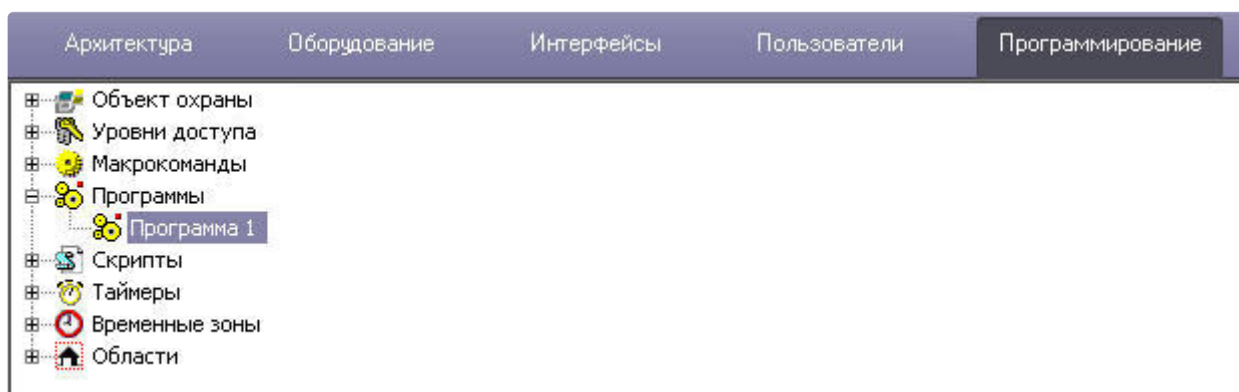 Архитектура Оборудование Интерфейсы Пользователи Программирование
Объект охраны
Уровни доступа
Макрокоманды
Программы
Программа 1
Скрипты
Таймеры
Временные зоны
Области